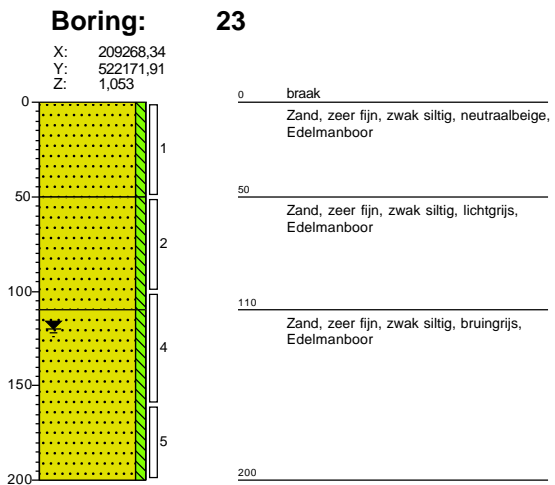 Boring: 23
X: 209268,34
Y: 522171,91
Z: 1,053
0
50
100
150
200
1
2
4
5
0 braak
Zand, zeer fijn, zwak siltig, neutraalbeige,
Edelmanboor
50
Zand, zeer fijn, zwak siltig, lichtgrijs,
Edelmanboor
110
Zand, zeer fijn, zwak siltig, bruingrijs,
Edelmanboor
200